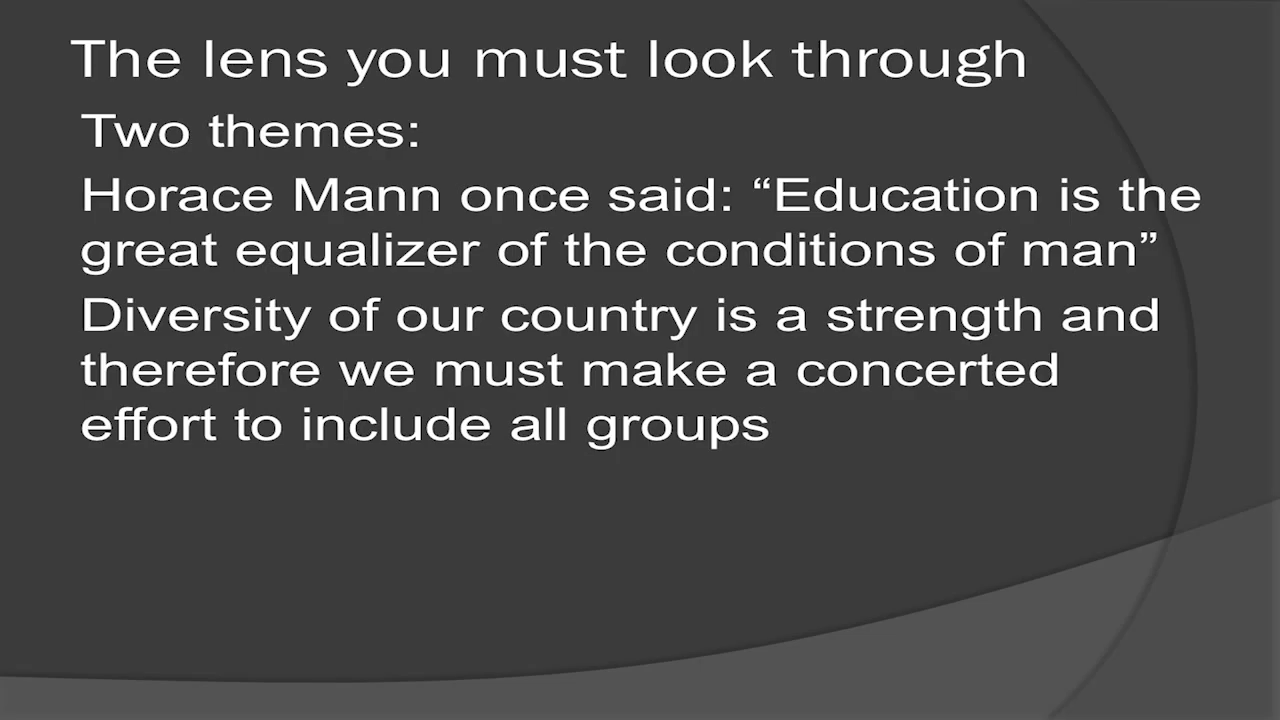 The lens you must look through
Two themes:
Horace Mann once said: “Education is the
great equalizer of the conditions of man”
Diversity of our country is a strength and
therefore we must make a concerted
effort to include all groups